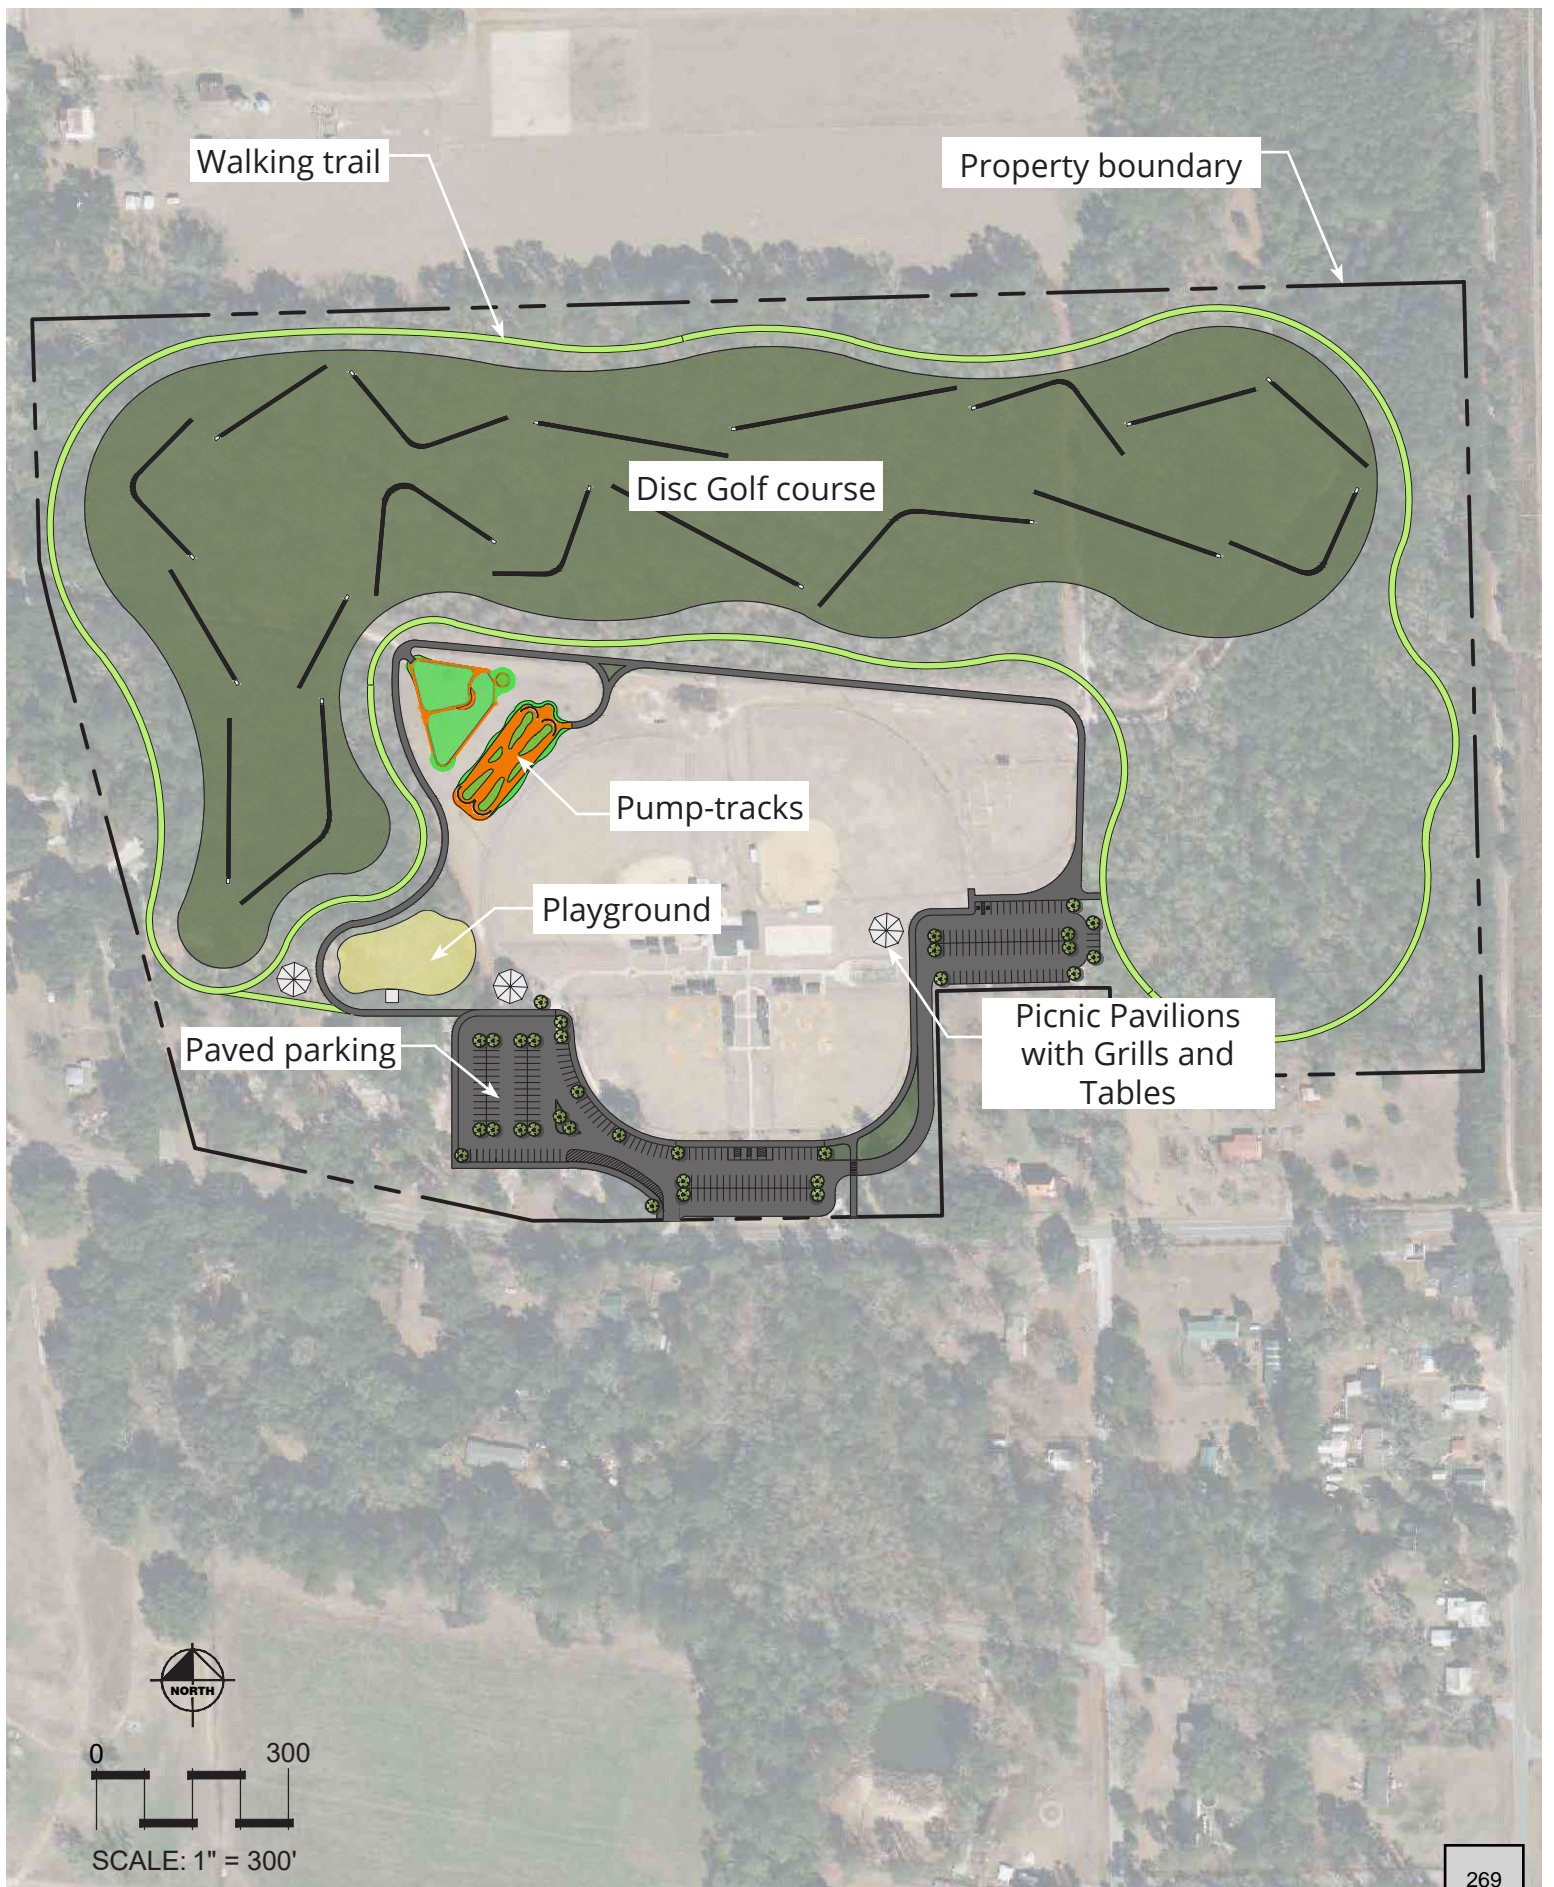 Walking trail
Property boundary
Disc Golf course
Pump-tracks
Playground
Picnic Pavilions
with Grills and
Tables
Paved parking
NORTH
0 300
SCALE: 1" = 300'
269